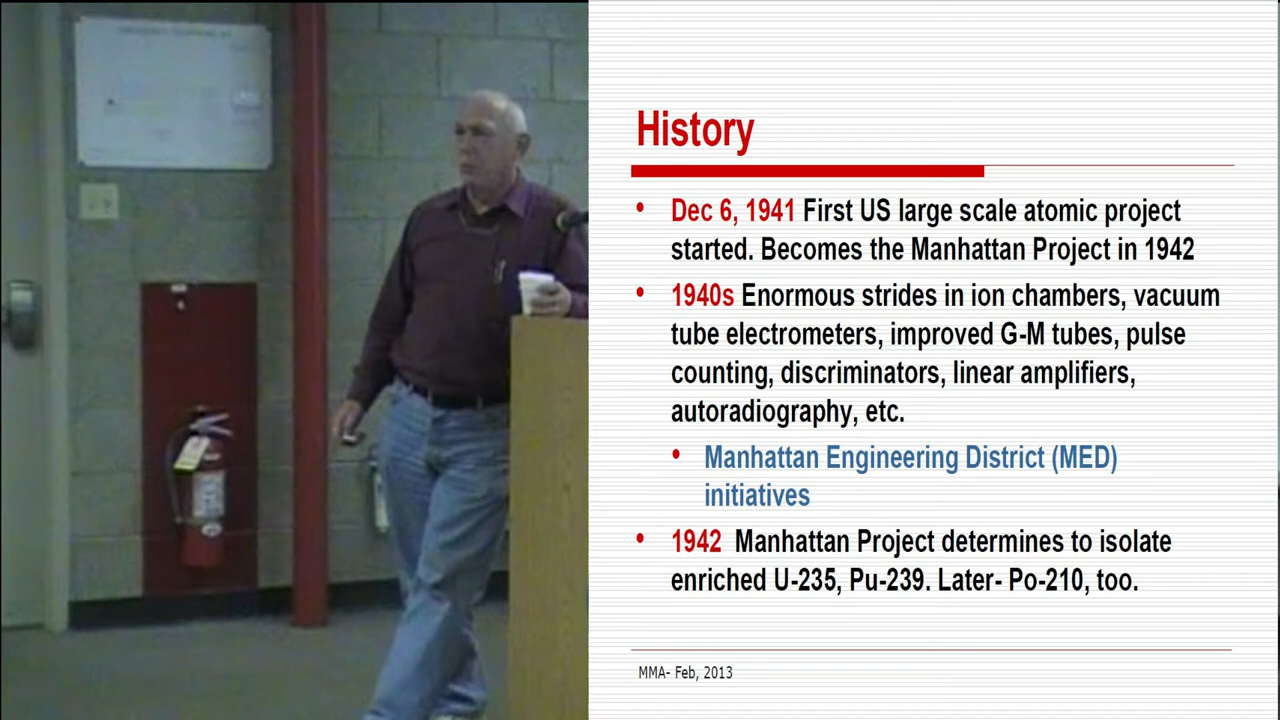 History
• Dec 6, 1941 First US large scale atomic project
started. Becomes the Manhattan Project in 1942
• 1940s Enormous strides in ion chambers, vacuum
tube electrometers, improved G-M tubes, pulse
counting, discriminators, linear amplifiers,
autoradiography, etc.
• Manhattan Engineering District (MED)
initiatives
• 1942 Manhattan Project determines to isolate
enriched U-235, Pu-239. Later- Po-210, too.
MMA- Feb, 2013